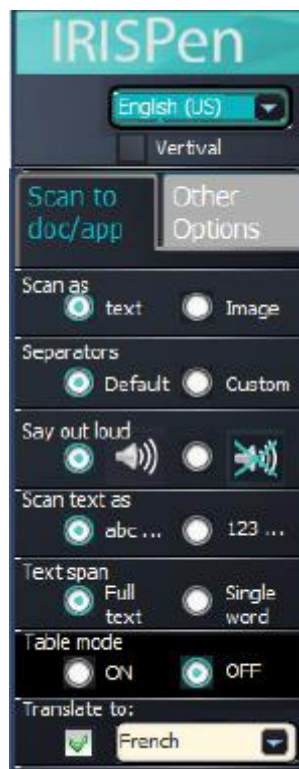 IRISPen
English (US)
Vertival
Scan to
doc/app
Other
Options
Scan as
text Image
Separators
Default Custom
Say out loud
Scan text as
abc ... 123 ...
Text span
Full
text
Single
word
Table mode
ON OFF
Translate to:
French